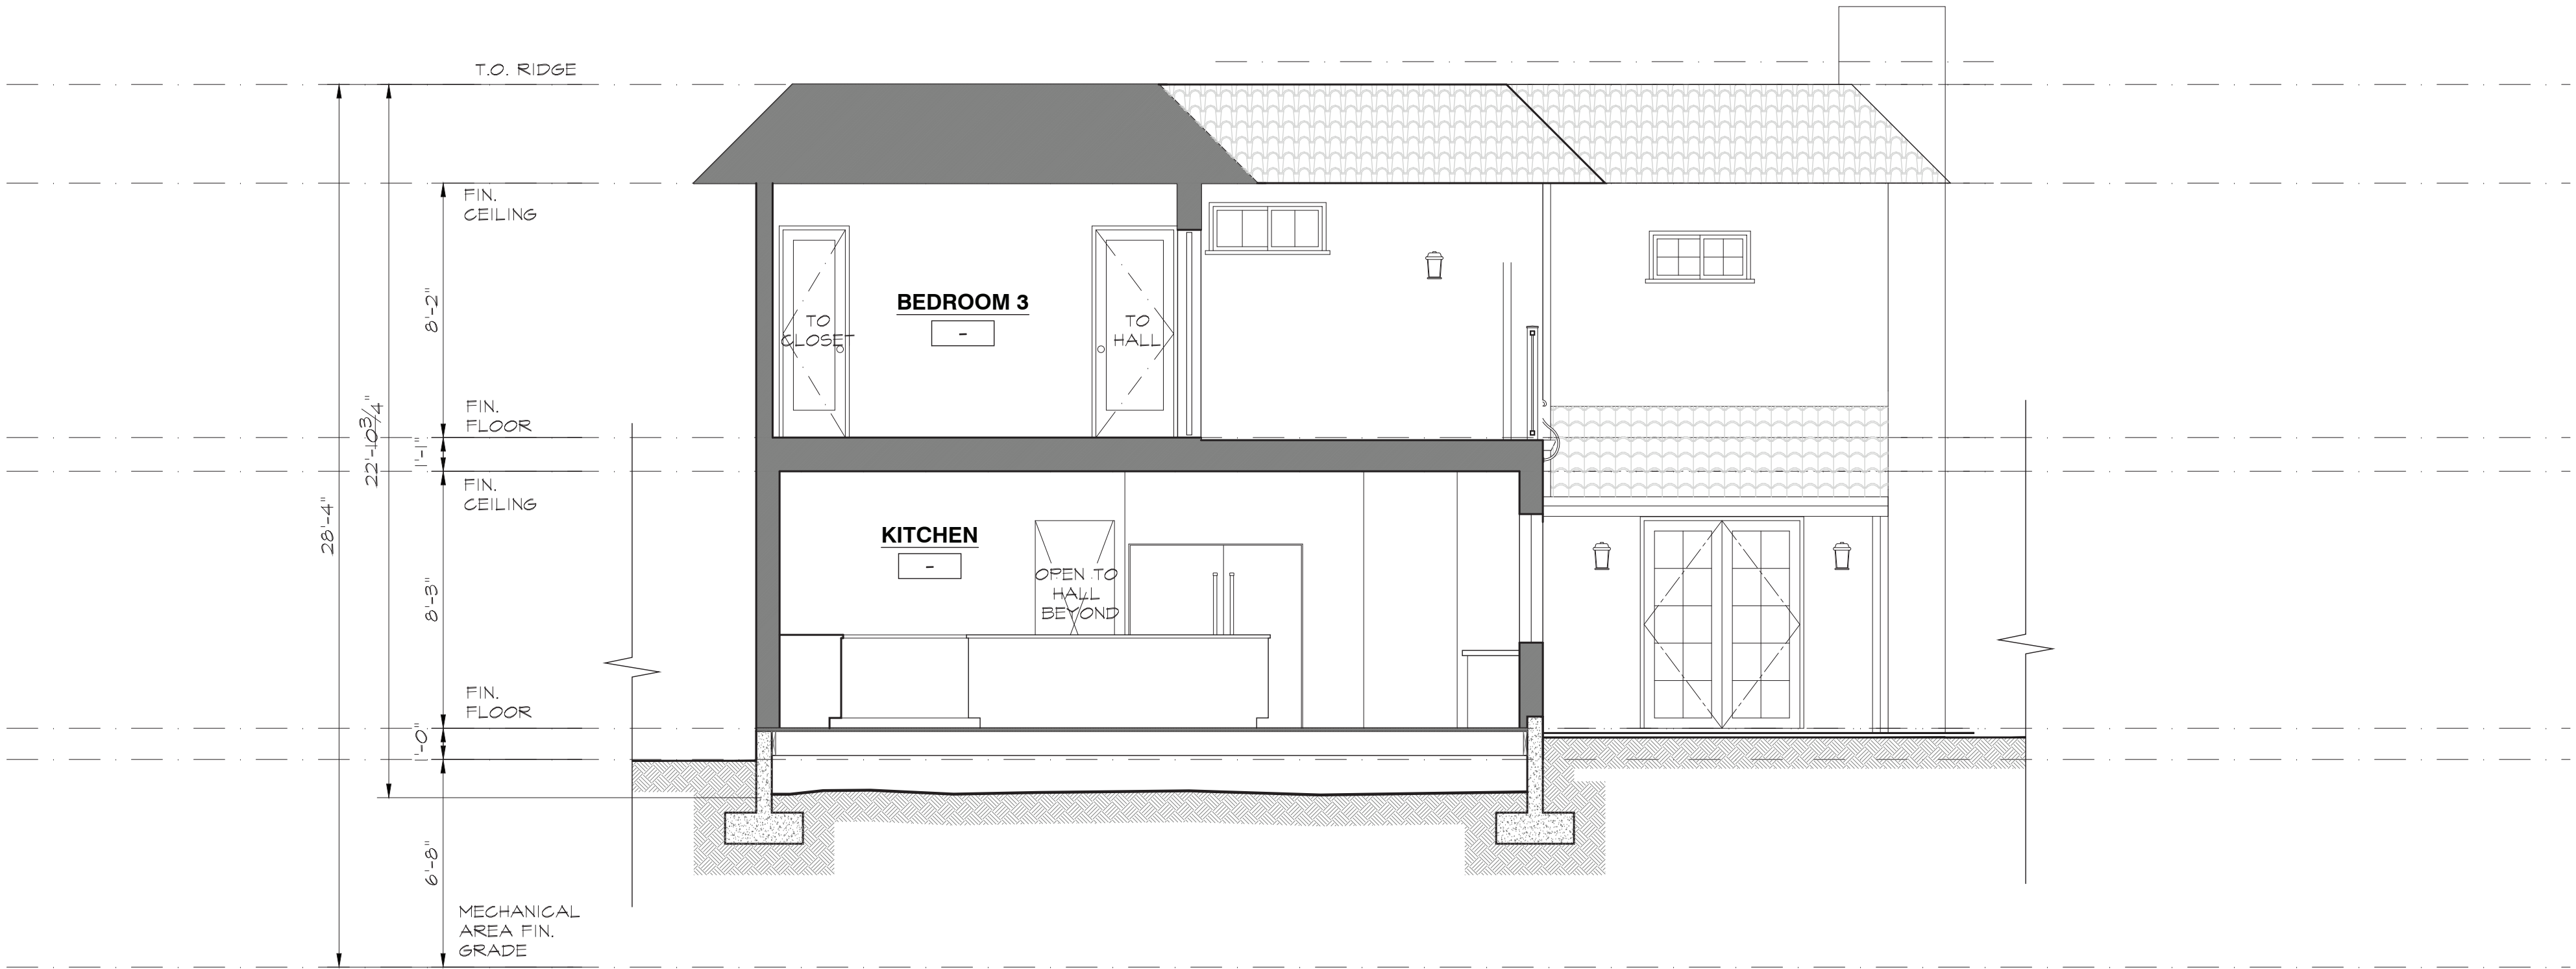 T.O. RIDGE
FIN.
CEILING
8'-2"
BEDROOM 3
-
TO
CLOSET
TO
HALL
FIN.
FLOOR
22'-10 3/4"
1'-1"
FIN.
CEILING
28'-4"
KITCHEN
-
OPEN TO
HALL
BEYOND
8'-3"
FIN.
FLOOR
1'-0"
6'-8"
MECHANICAL
AREA FIN.
GRADE